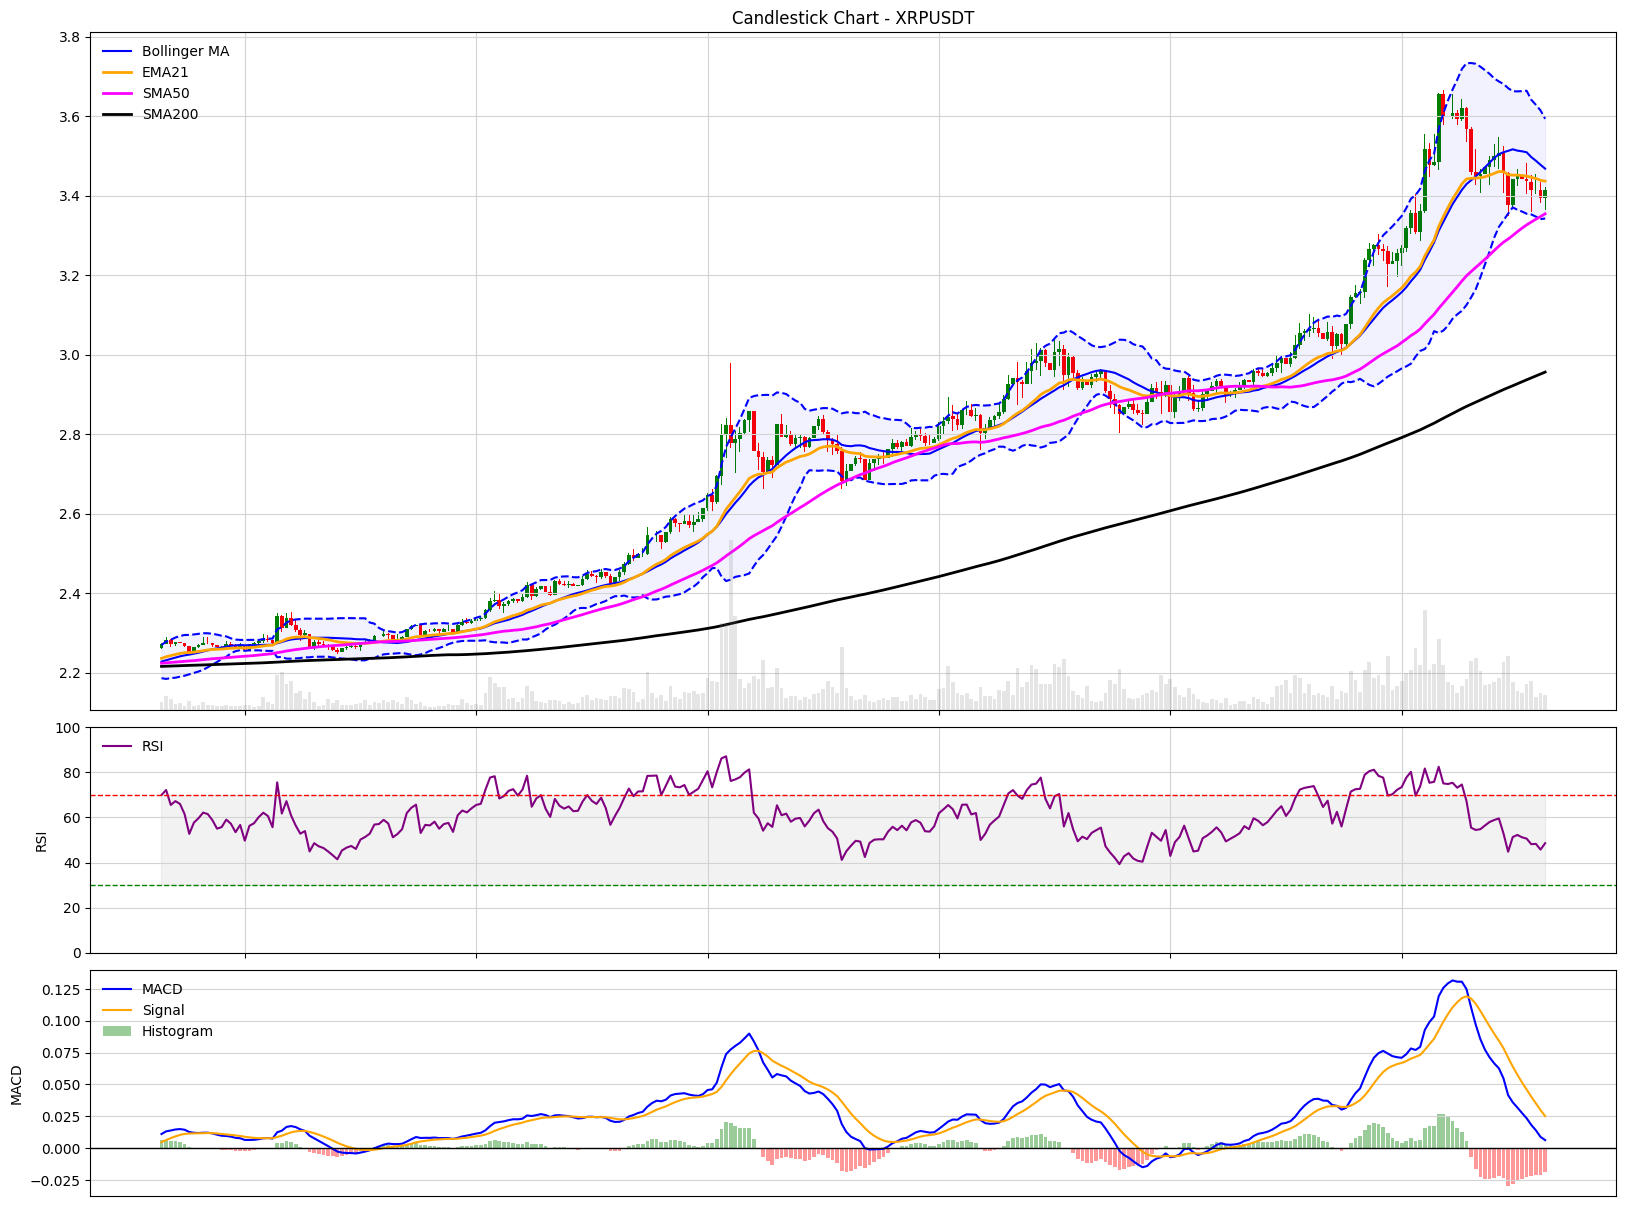 Candlestick Chart - XRPUSDT
3.8
3.6
3.4
3.2
3.0
2.8
2.6
2.4
2.2
Bollinger MA
EMA21
SMA50
SMA200
100
80
60
40
20
0
RSI
RSI
0.125
0.100
0.075
0.050
0.025
0.000
−0.025
MACD
MACD
Signal
Histogram